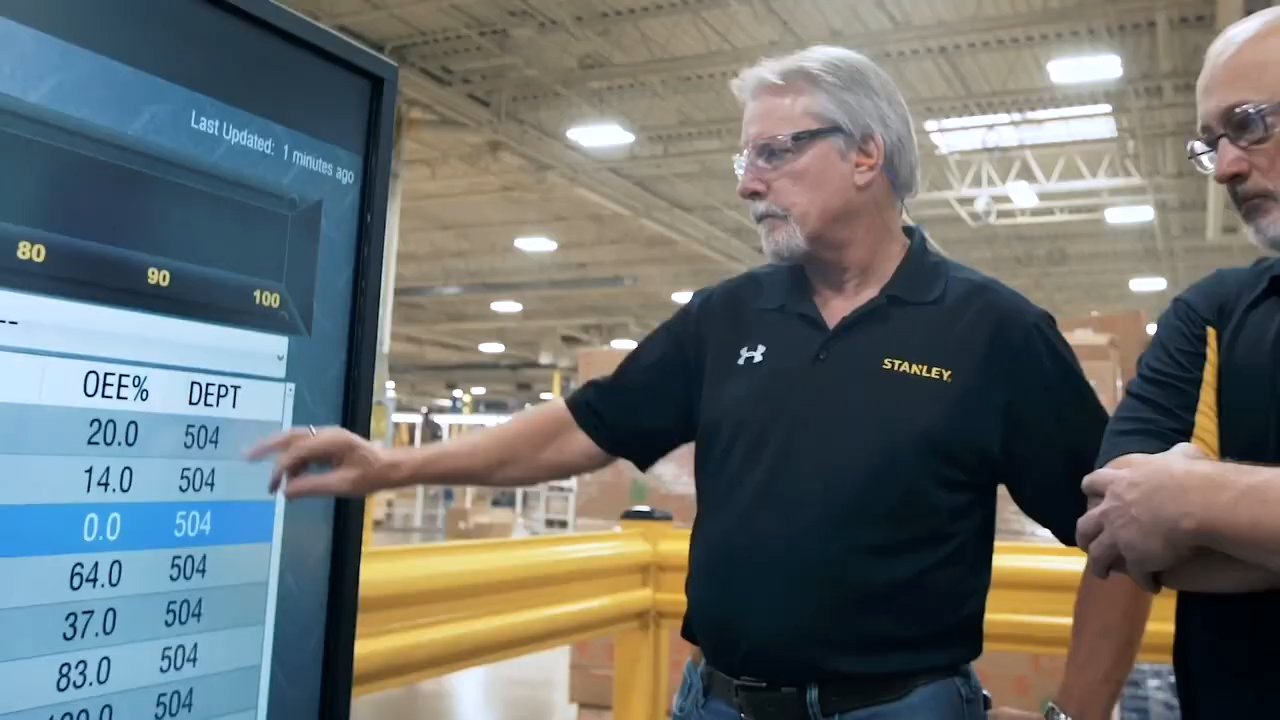 Last Updated: 1 minutes ago
80 90 100
--
OEE% DEPT
20.0 504
14.0 504
0.0 504
64.0 504
37.0 504
83.0 504
504
STANLEY